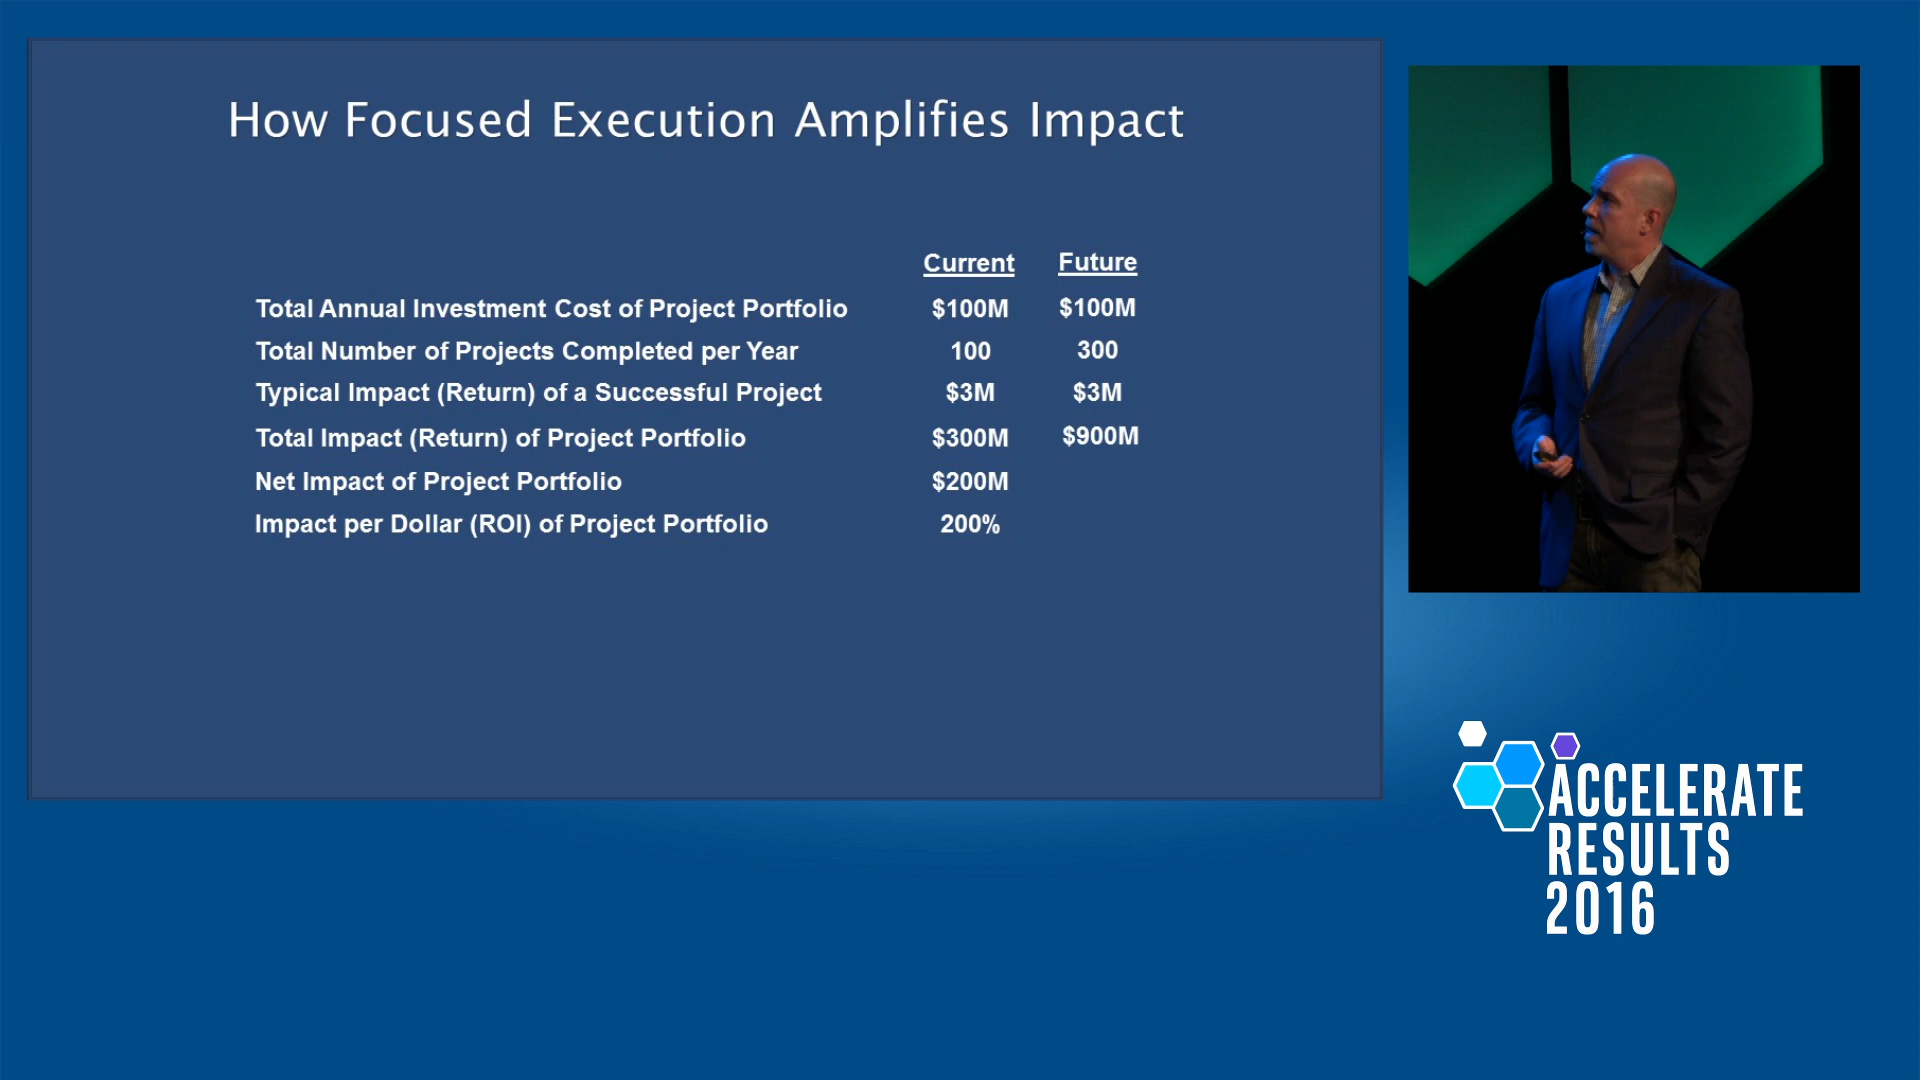 How Focused Execution Amplifies Impact
Current Future
Total Annual Investment Cost of Project Portfolio $100M $100M
Total Number of Projects Completed per Year 100 300
Typical Impact (Return) of a Successful Project $3M $3M
Total Impact (Return) of Project Portfolio $300M $900M
Net Impact of Project Portfolio $200M
Impact per Dollar (ROI) of Project Portfolio 200%
ACCELERATE
RESULTS
2016